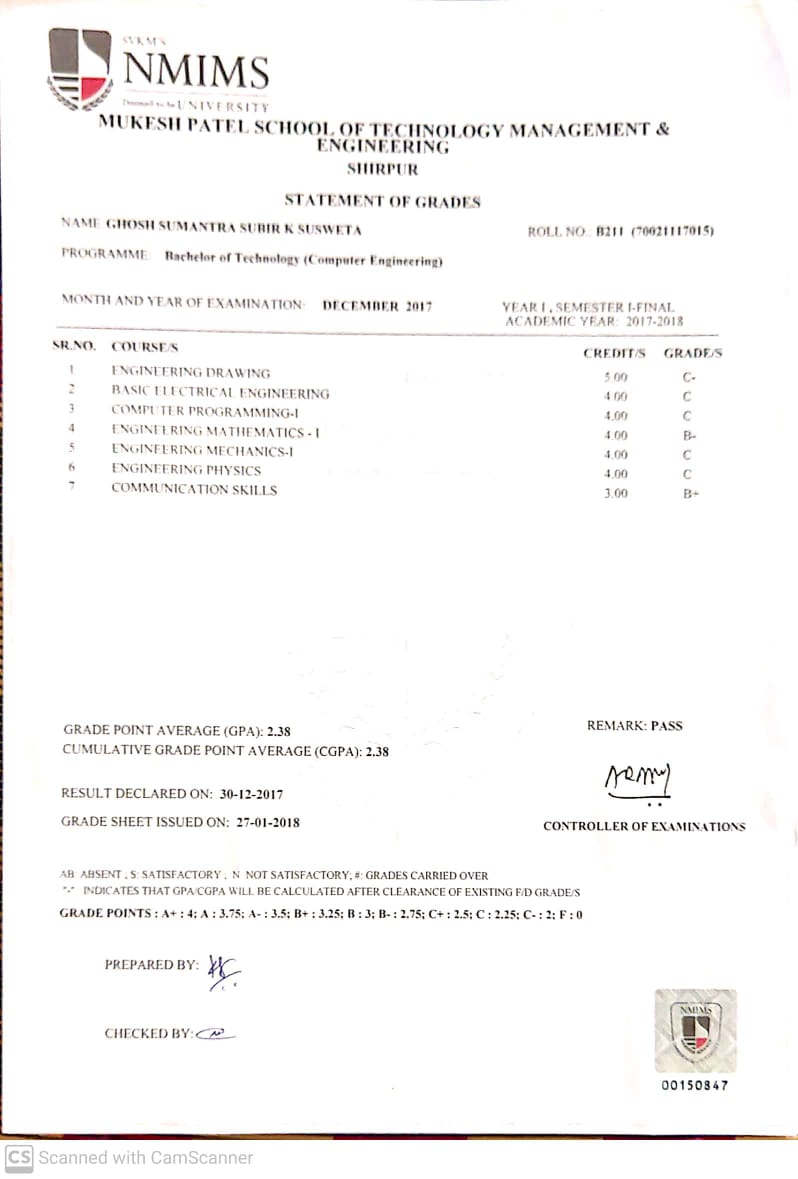 SVKM'S
NMIMS
Deemed to be UNIVERSITY
MUKESH PATEL SCHOOL OF TECHNOLOGY MANAGEMENT &
ENGINEERING
SHIRPUR
STATEMENT OF GRADES
NAME: GHOSH SUMANTRA SUBIR K SUSWETA
ROLL NO.: B211 (70021117015)
PROGRAMME: Bachelor of Technology (Computer Engineering)
MONTH AND YEAR OF EXAMINATION: DECEMBER 2017
YEAR I , SEMESTER I-FINAL
ACADEMIC YEAR: 2017-2018
SR.NO. COURSE/S CREDIT/S GRADE/S
1 ENGINEERING DRAWING 5.00 C-
2 BASIC ELECTRICAL ENGINEERING 4.00 C
3 COMPUTER PROGRAMMING-I 4.00 C
4 ENGINEERING MATHEMATICS - I 4.00 B-
5 ENGINEERING MECHANICS-I 4.00 C
6 ENGINEERING PHYSICS 4.00 C
7 COMMUNICATION SKILLS 3.00 B+
GRADE POINT AVERAGE (GPA): 2.38
REMARK: PASS
CUMULATIVE GRADE POINT AVERAGE (CGPA): 2.38
RESULT DECLARED ON: 30-12-2017
GRADE SHEET ISSUED ON: 27-01-2018
CONTROLLER OF EXAMINATIONS
AB: ABSENT ; S: SATISFACTORY ; N: NOT SATISFACTORY; #: GRADES CARRIED OVER
"-" INDICATES THAT GPA/CGPA WILL BE CALCULATED AFTER CLEARANCE OF EXISTING F/D GRADE/S
GRADE POINTS : A+ : 4; A : 3.75; A- : 3.5; B+ : 3.25; B : 3; B- : 2.75; C+ : 2.5; C : 2.25; C- : 2; F : 0
PREPARED BY:
CHECKED BY:
NMIMS
00150847
CS Scanned with CamScanner